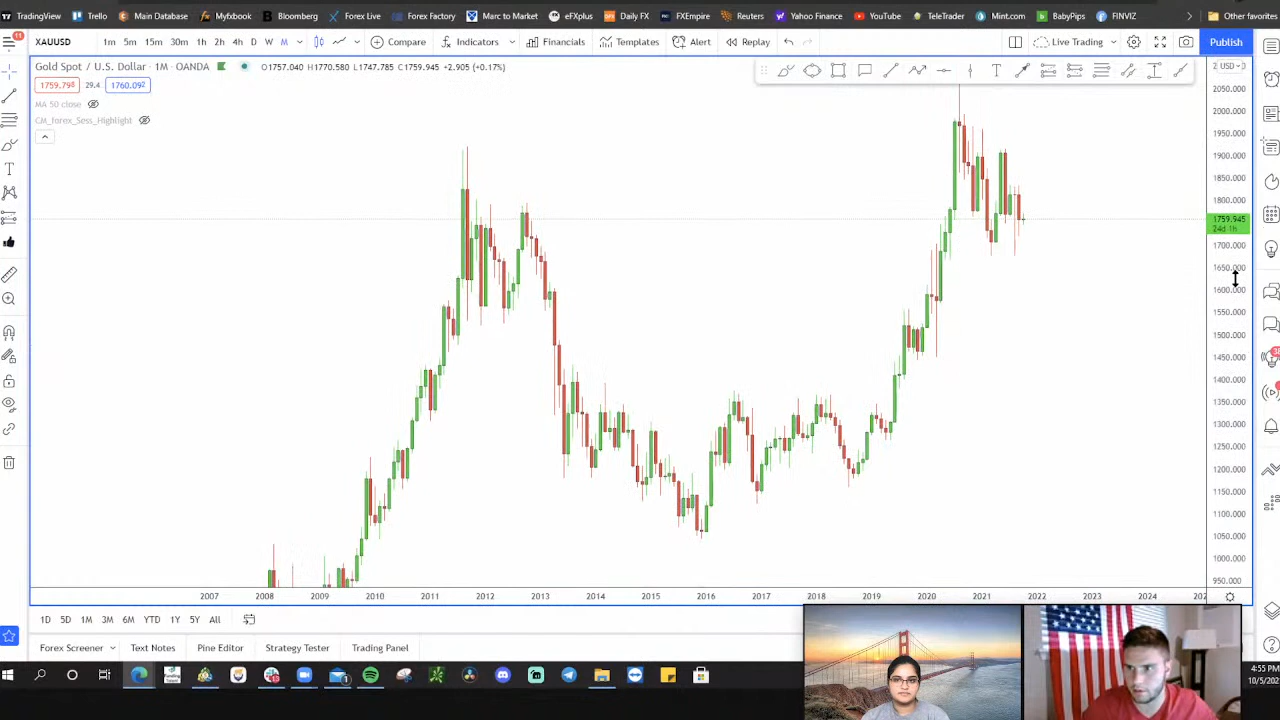 TradingView Trello Main Database Myfxbook Bloomberg Forex Live Forex Factory Marc to Market eFXplus Daily FX FXEmpire Reuters Yahoo Finance YouTube TeleTrader Mint.com BabyPips FINVIZ Other favorites
11 XAUUSD 1m 5m 15m 30m 1h 2h 4h D W M Compare Indicators Financials Templates Alert Replay Live Trading Publish
Gold Spot / U.S. Dollar · 1M · OANDA O1757.040 H1770.580 L1747.785 C1759.945 +2.905 (+0.17%)
USD
1759.798 29.4 1760.092
MA 50 close
CM_forex_Sess_Highlight
2050.000
2000.000
1950.000
1900.000
1850.000
1800.000
1759.945
24d 1h
1700.000
1650.000
1600.000
1550.000
1500.000
1450.000
1400.000
1350.000
1300.000
1250.000
1200.000
1150.000
1100.000
1050.000
1000.000
950.000
2007 2008 2009 2010 2011 2012 2013 2014 2015 2016 2017 2018 2019 2020 2021 2022 2023 2024
1D 5D 1M 3M 6M YTD 1Y 5Y All
Forex Screener Text Notes Pine Editor Strategy Tester Trading Panel
4:55 PM